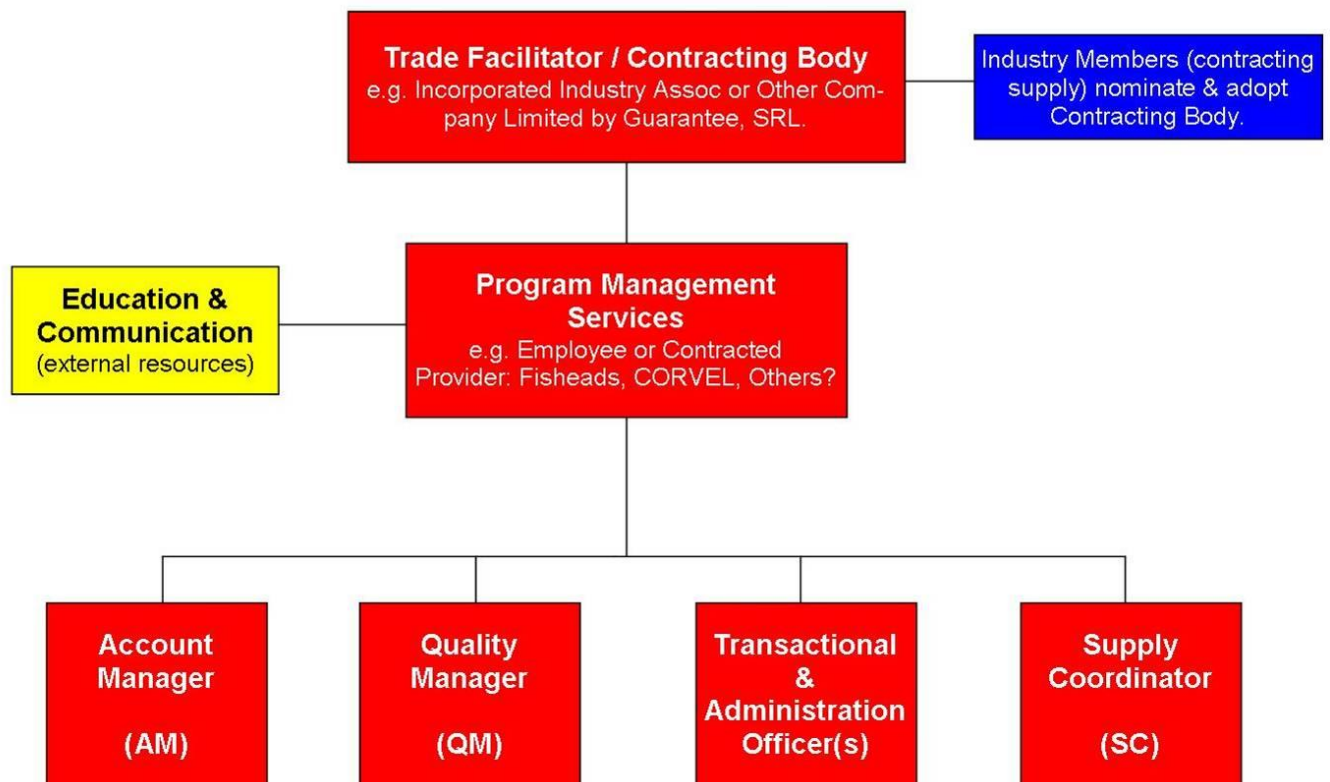 Trade Facilitator / Contracting Body
e.g. Incorporated Industry Assoc or Other Com-
pany Limited by Guarantee, SRL.
Industry Members (contracting
supply) nominate & adopt
Contracting Body.
Education &
Communication
(external resources)
Program Management
Services
e.g. Employee or Contracted
Provider: Fisheads, CORVEL, Others?
Account
Manager
(AM)
Quality
Manager
(QM)
Transactional
&
Administration
Officer(s)
Supply
Coordinator
(SC)